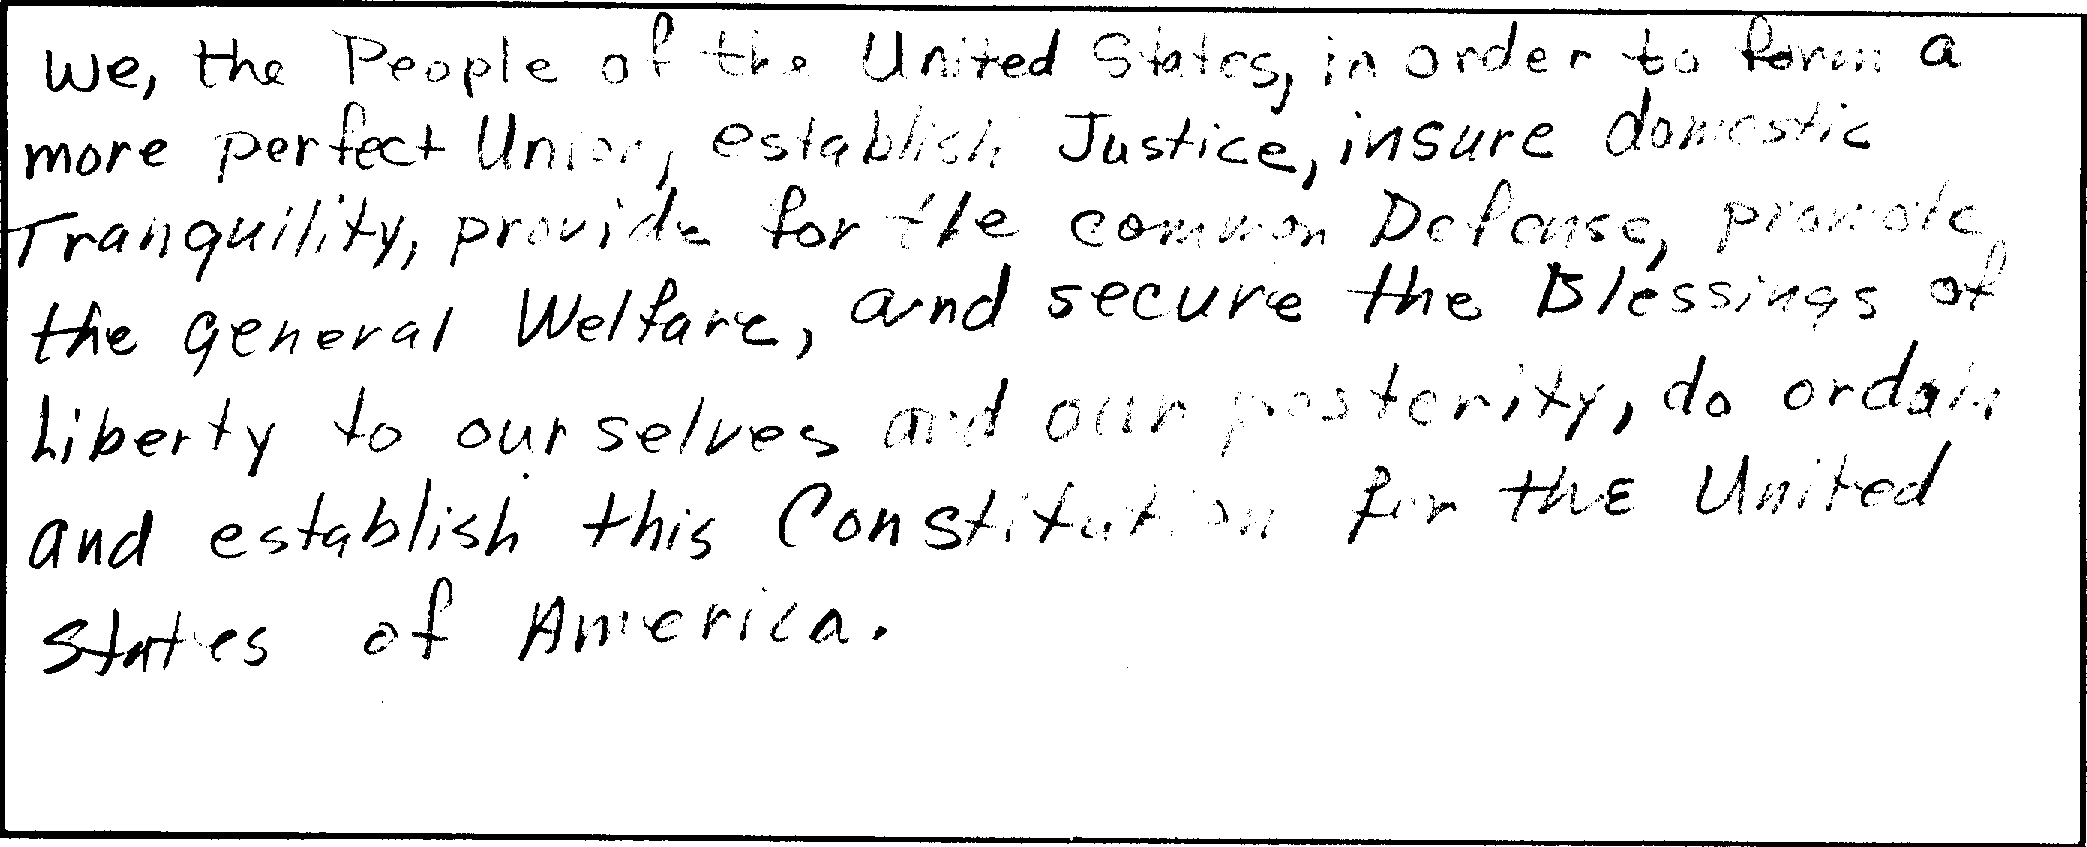 We, the People of the United States, in order to form a
more perfect Union, establish Justice, insure domestic
Tranquility, provide for the common Defense, promote
the general Welfare, and secure the Blessings of
Liberty to ourselves and our posterity, do ordain
and establish this Constitution for the United
States of America.